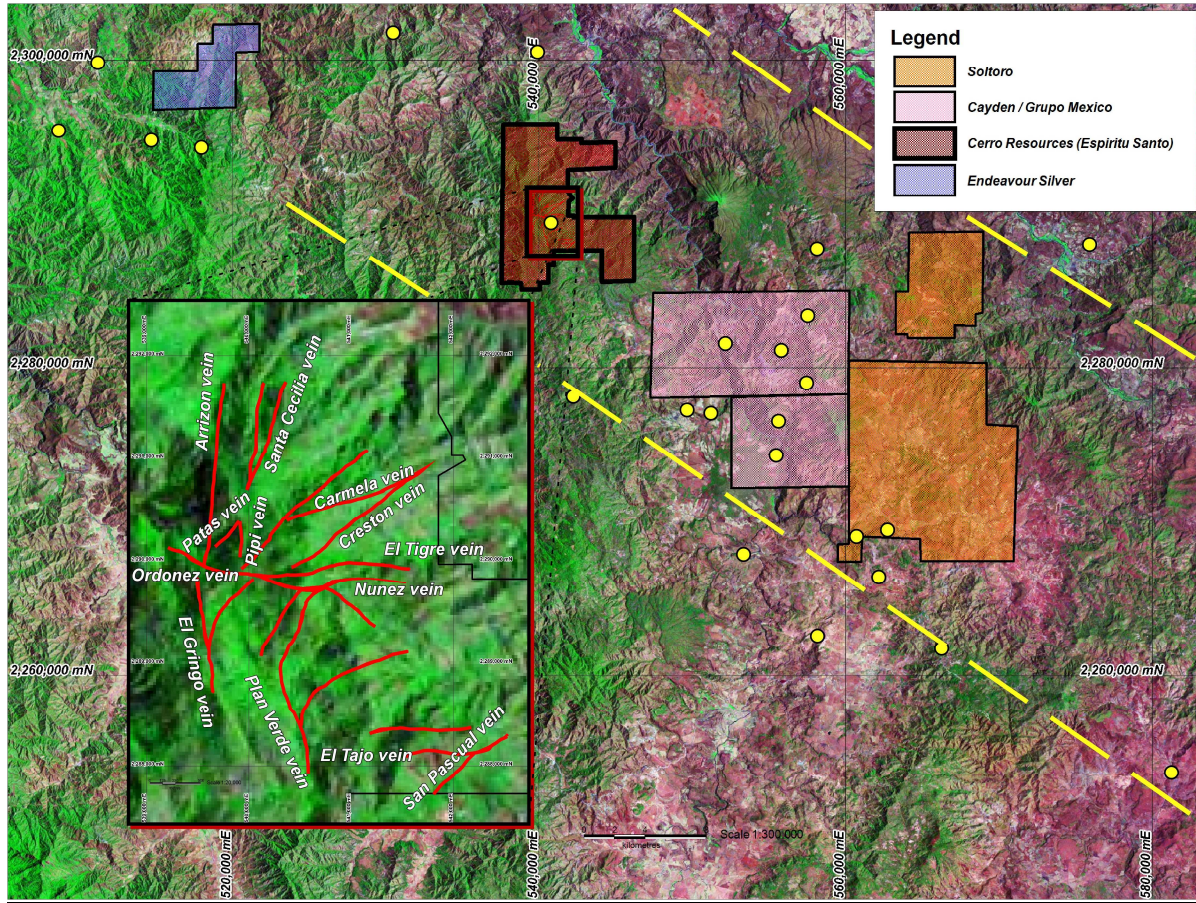 2,300,000 mN
540,000 mE
560,000 mE
Legend
Soltoro
Cayden / Grupo Mexico
Cerro Resources (Espiritu Santo)
Endeavour Silver
2,280,000 mN
Arrizon vein
Santa Cecilia vein
Carmela vein
Patas vein
Pipi vein
Creston vein
El Tigre vein
Ordonez vein
Nunez vein
El Gringo vein
Plan Verde vein
El Tajo vein
San Pascual vein
2,260,000 mN
2,260,000 mN
Scale 1:300 000
kilometres
520,000 mE
540,000 mE
560,000 mE
580,000 mE